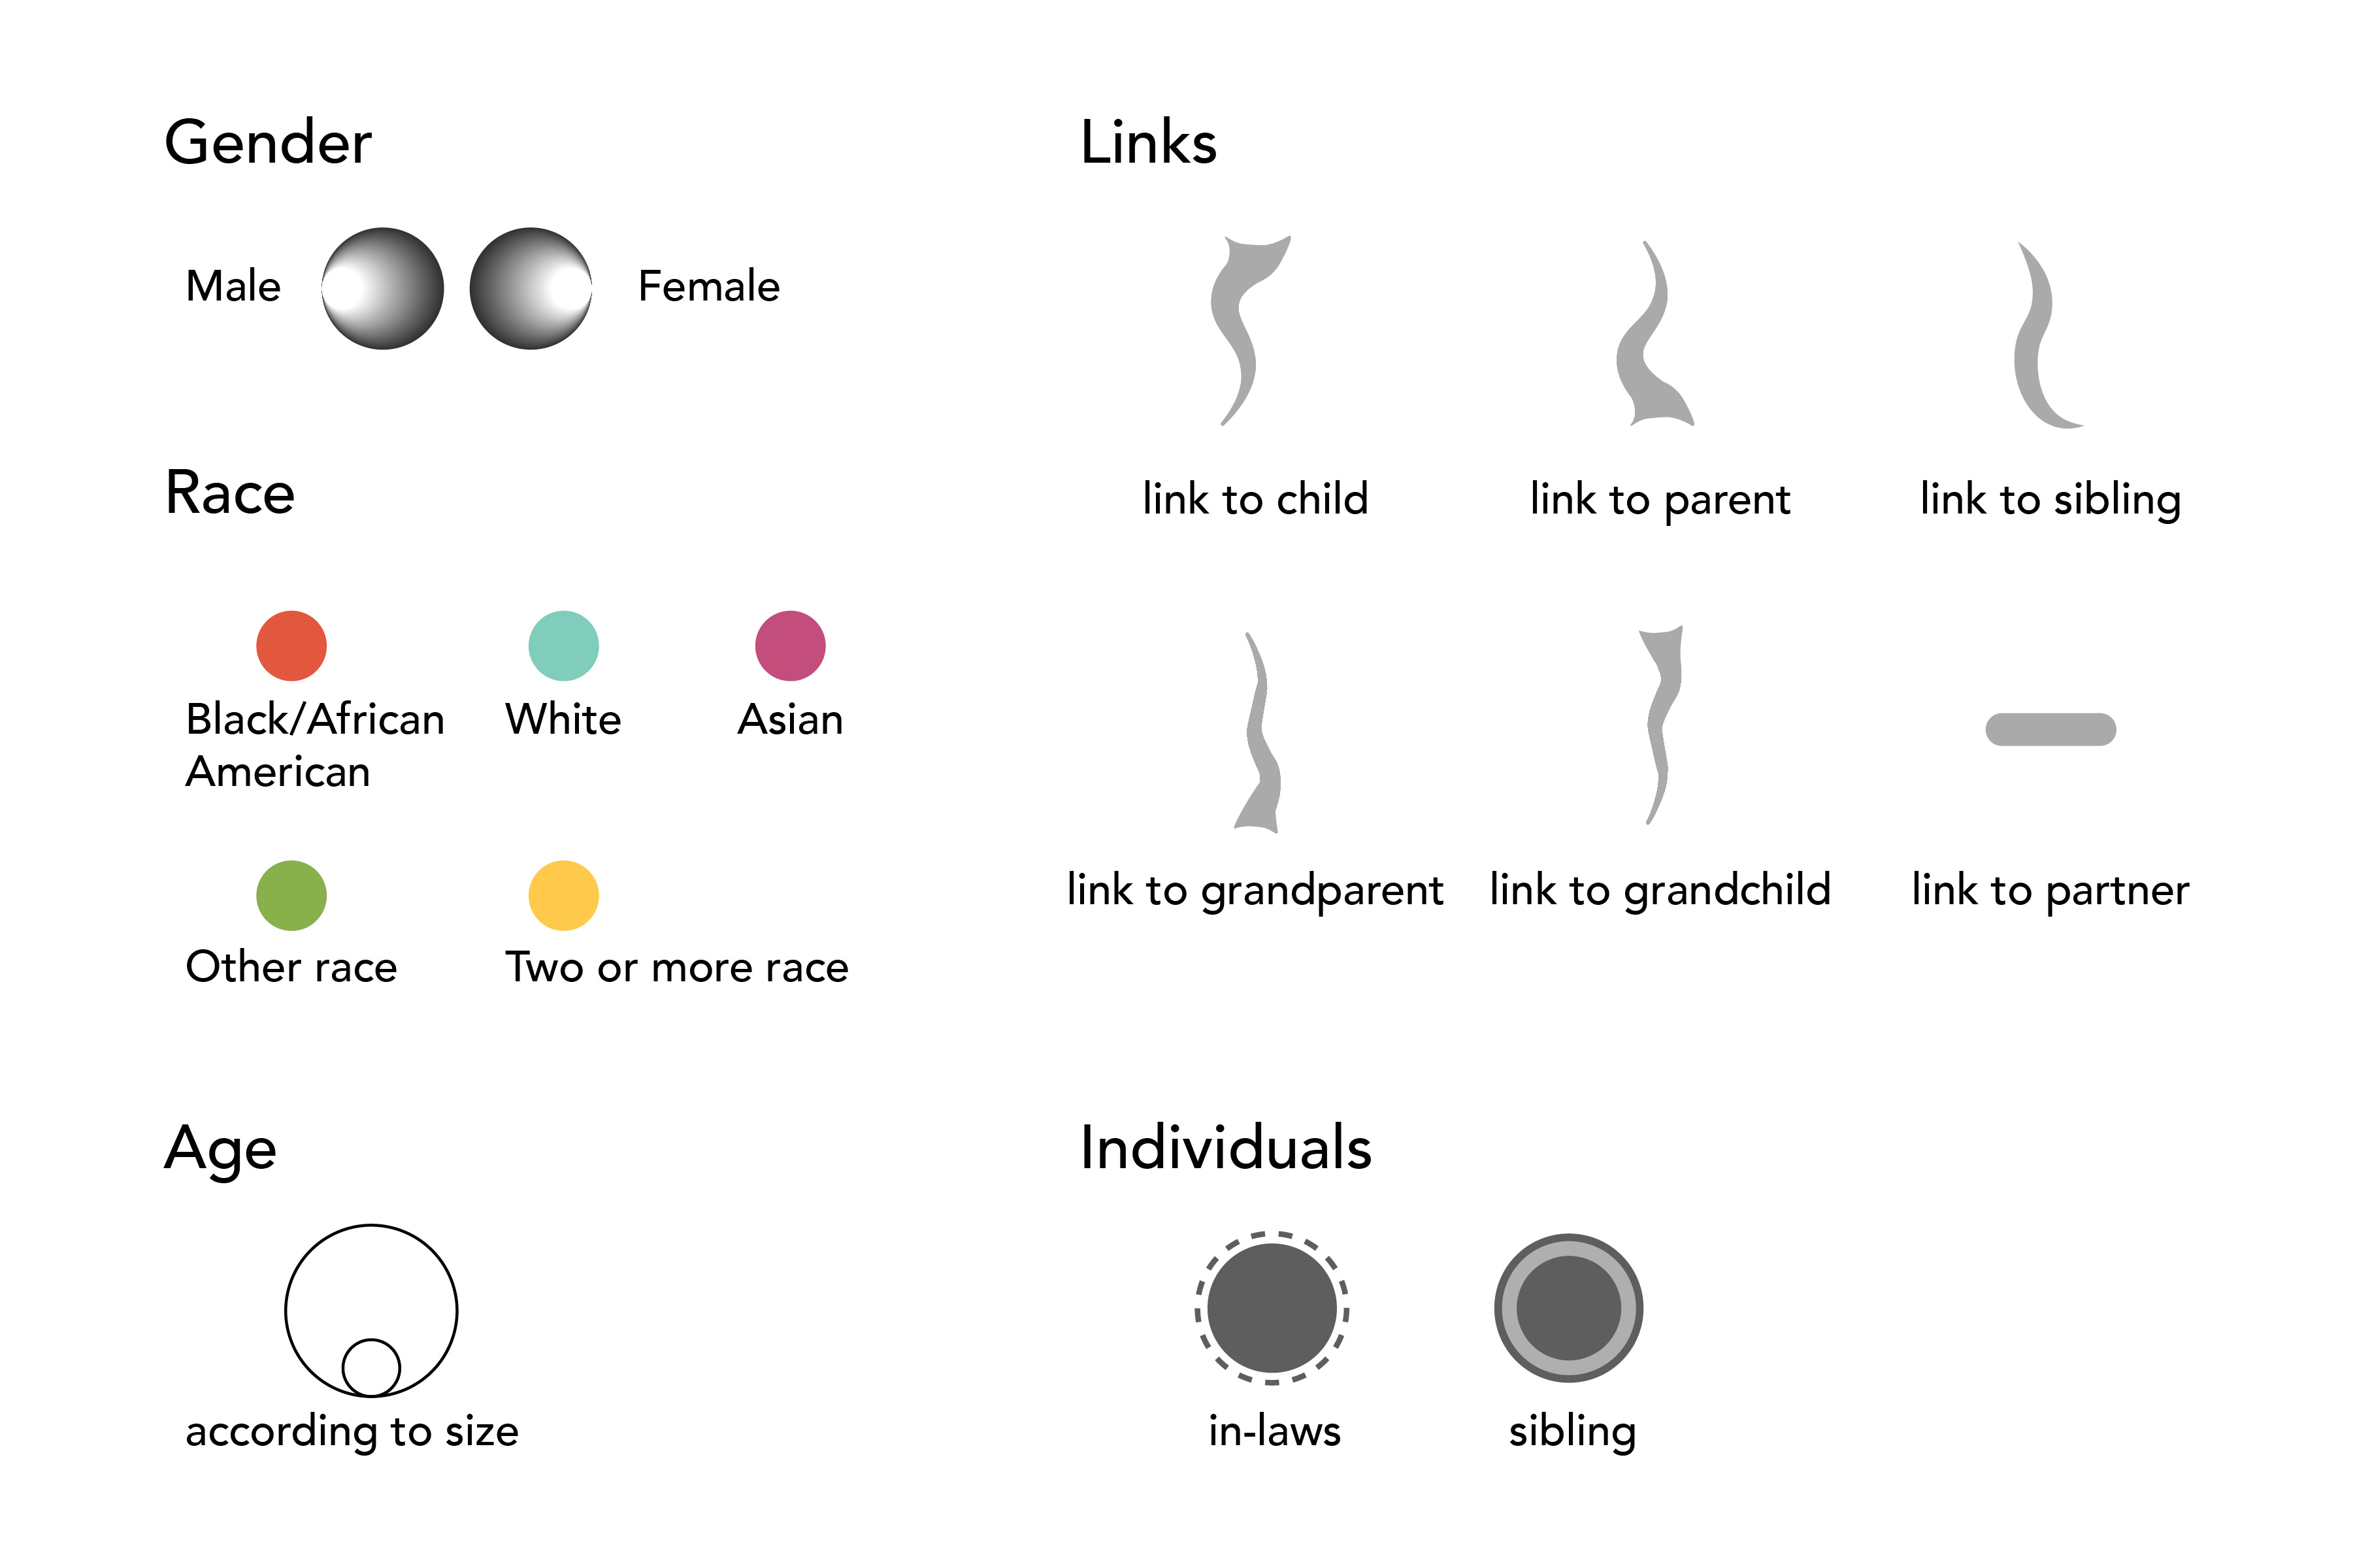 Gender
Male
Female
Race
Black/African
American
White
Asian
Other race
Two or more race
Age
according to size
Links
link to child
link to parent
link to sibling
link to grandparent
link to grandchild
link to partner
Individuals
in-laws
sibling